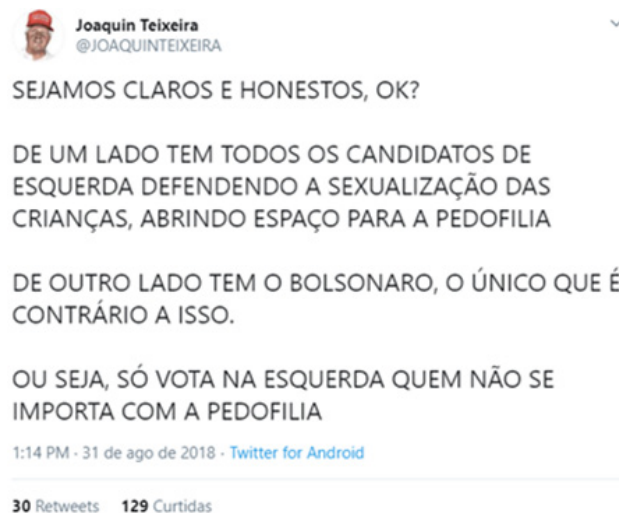 Joaquin Teixeira
@JOAQUINTEIXEIRA
SEJAMOS CLAROS E HONESTOS, OK?
DE UM LADO TEM TODOS OS CANDIDATOS DE
ESQUERDA DEFENDENDO A SEXUALIZAÇÃO DAS
CRIANÇAS, ABRINDO ESPAÇO PARA A PEDOFILIA
DE OUTRO LADO TEM O BOLSONARO, O ÚNICO QUE É
CONTRÁRIO A ISSO.
OU SEJA, SÓ VOTA NA ESQUERDA QUEM NÃO SE
IMPORTA COM A PEDOFILIA
1:14 PM · 31 de ago de 2018 · Twitter for Android
30 Retweets 129 Curtidas